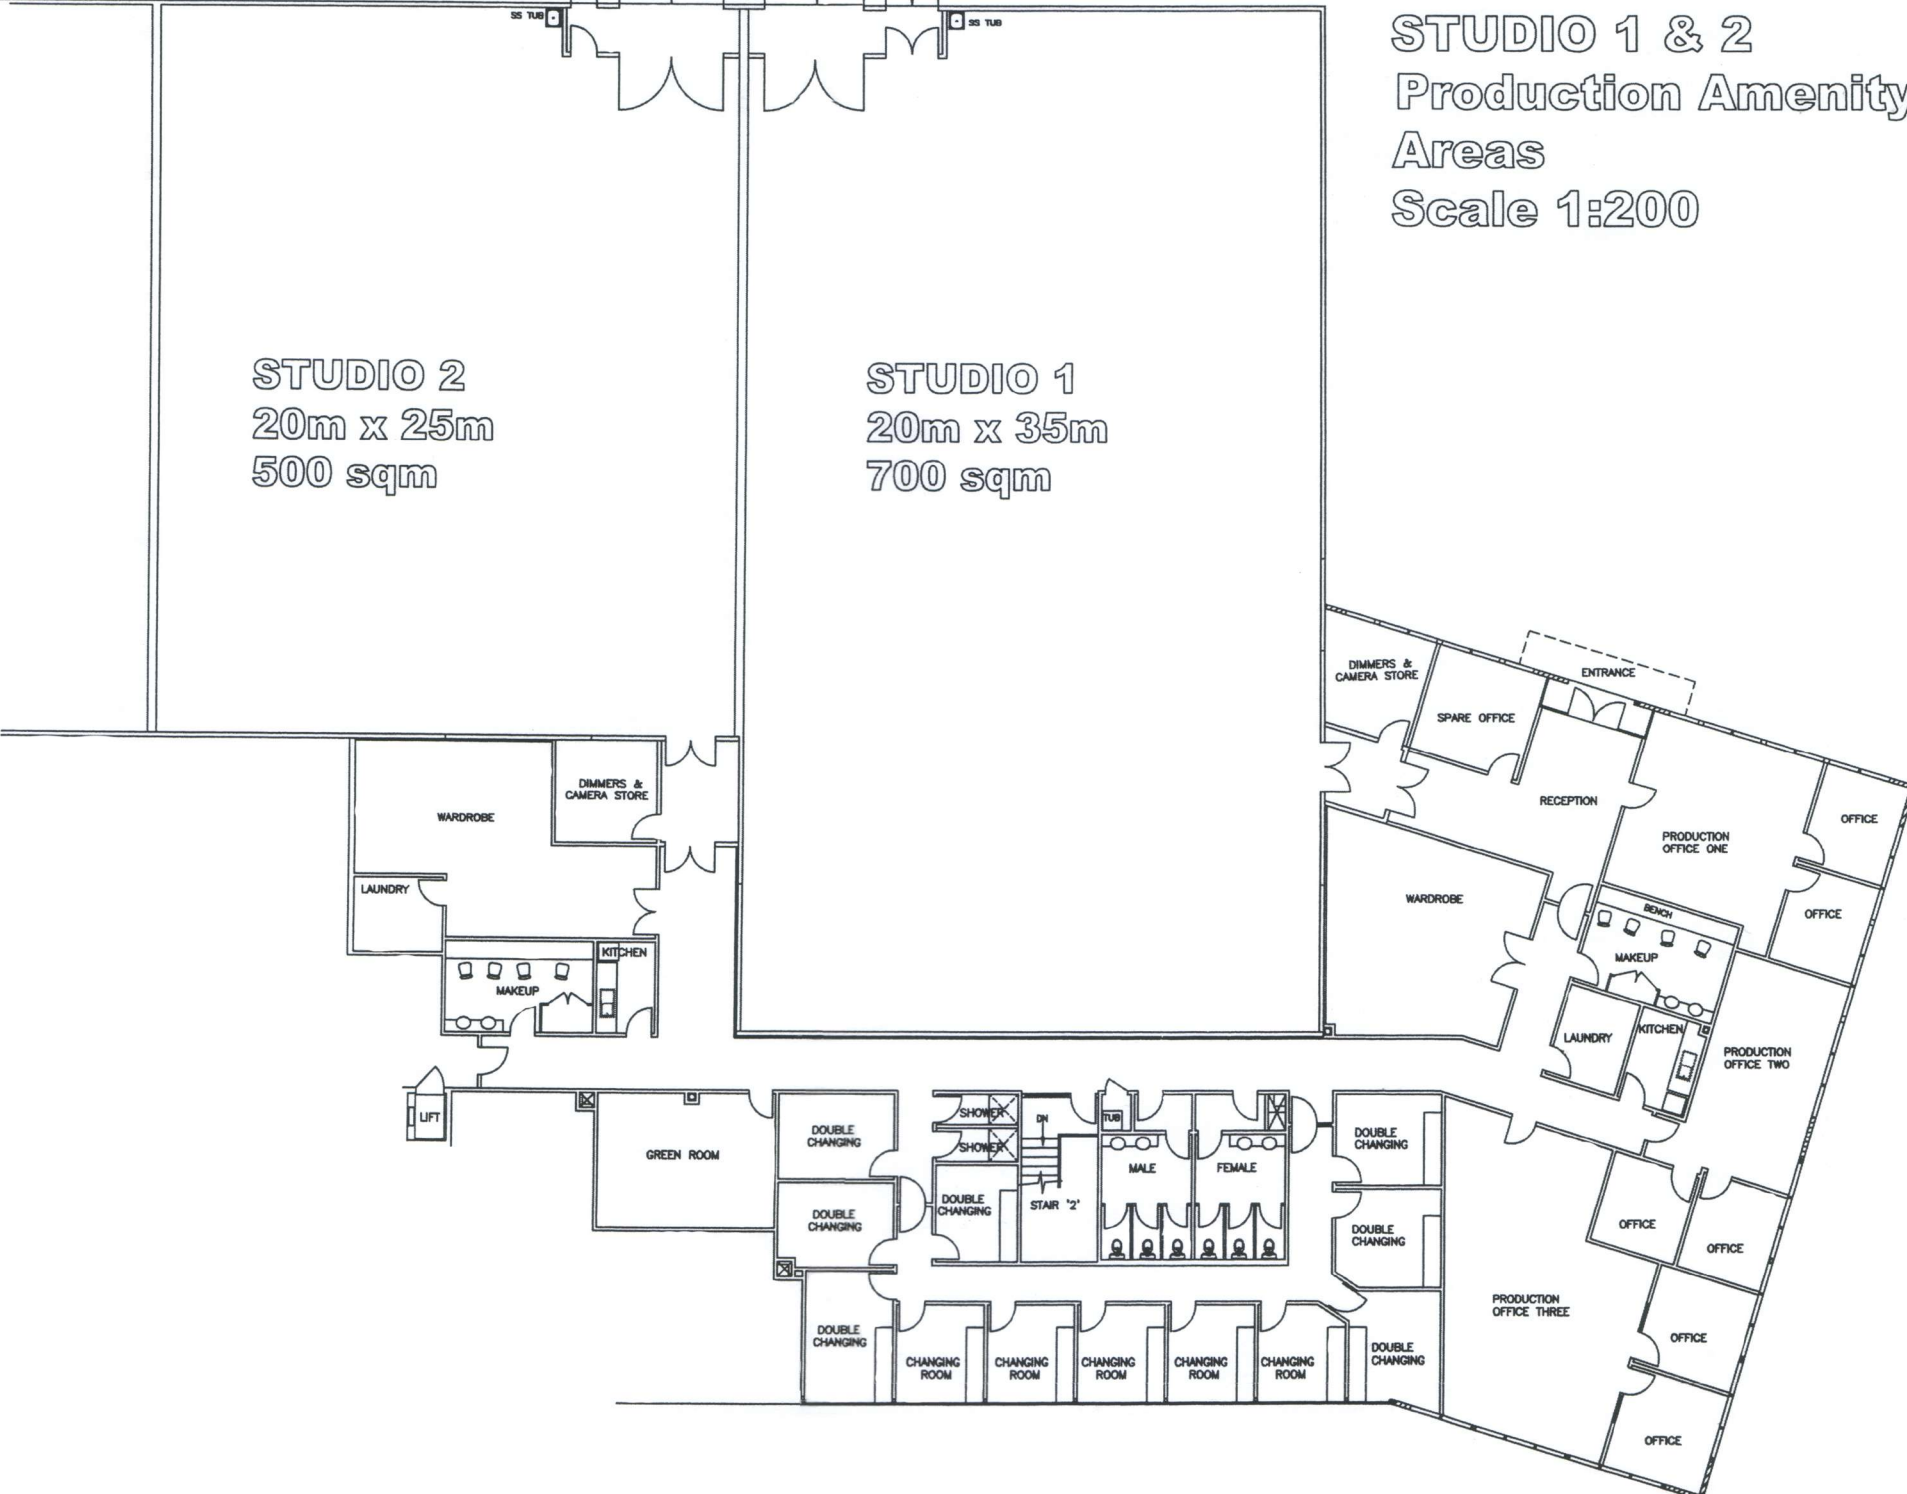 SS TUB
SS TUB
STUDIO 1 & 2
Production Amenity
Areas
Scale 1:200
STUDIO 2
20m x 25m
500 sqm
STUDIO 1
20m x 35m
700 sqm
DIMMERS &
CAMERA STORE
SPARE OFFICE
ENTRANCE
RECEPTION
PRODUCTION
OFFICE ONE
OFFICE
OFFICE
WARDROBE
DIMMERS &
CAMERA STORE
LAUNDRY
MAKEUP
KITCHEN
WARDROBE
BENCH
MAKEUP
LAUNDRY
KITCHEN
PRODUCTION
OFFICE TWO
LIFT
GREEN ROOM
DOUBLE
CHANGING
DOUBLE
CHANGING
SHOWER
SHOWER
DOUBLE
CHANGING
DN
STAIR '2'
TUB
MALE
FEMALE
DOUBLE
CHANGING
DOUBLE
CHANGING
OFFICE
OFFICE
PRODUCTION
OFFICE THREE
OFFICE
OFFICE
DOUBLE
CHANGING
CHANGING
ROOM
CHANGING
ROOM
CHANGING
ROOM
CHANGING
ROOM
CHANGING
ROOM
DOUBLE
CHANGING